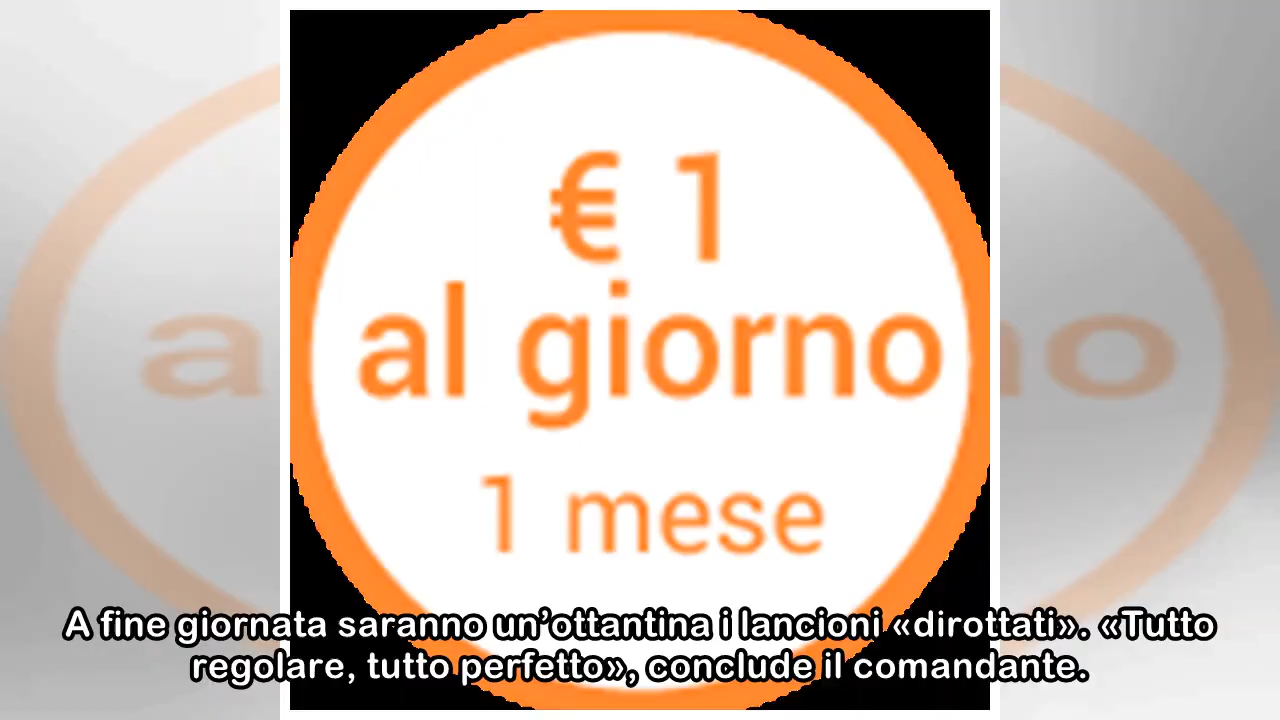 € 1
al giorno
1 mese
A fine giornata saranno un’ottantina i lancioni «dirottati». «Tutto
regolare, tutto perfetto», conclude il comandante.